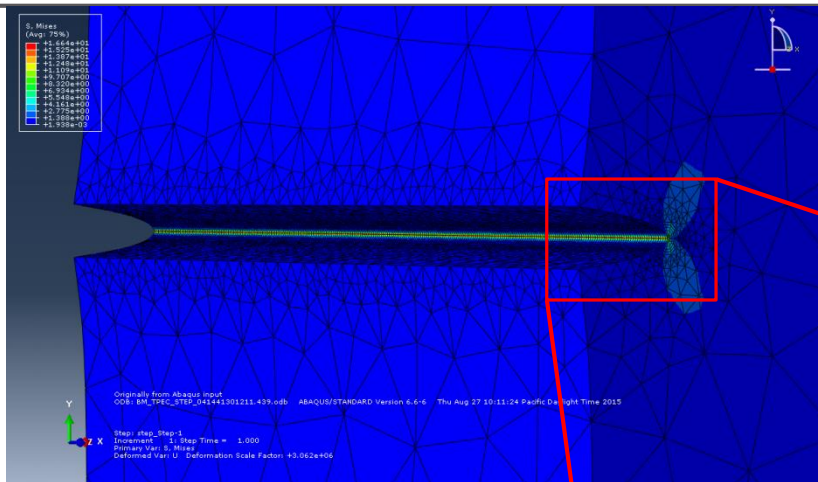 S, Mises
(Avg: 75%)
+1.664e+01
+1.525e+01
+1.387e+01
+1.248e+01
+1.109e+01
+9.707e+00
+8.320e+00
+6.934e+00
+5.548e+00
+4.161e+00
+2.775e+00
+1.388e+00
+1.938e-03
Y
X
Originally from Abaqus input
ODB: BM_TPEC_STEP_041441301211.439.odb ABAQUS/STANDARD Version 6.6-6 Thu Aug 27 10:11:24 Pacific Daylight Time 2015
Y
Z X
Step: step_Step-1
Increment 1: Step Time = 1.000
Primary Var: S, Mises
Deformed Var: U Deformation Scale Factor: +3.062e+06